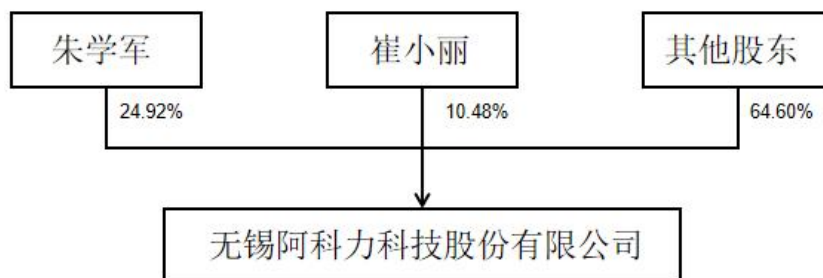 朱学军 崔小丽 其他股东
24.92% 10.48% 64.60%
无锡阿科力科技股份有限公司